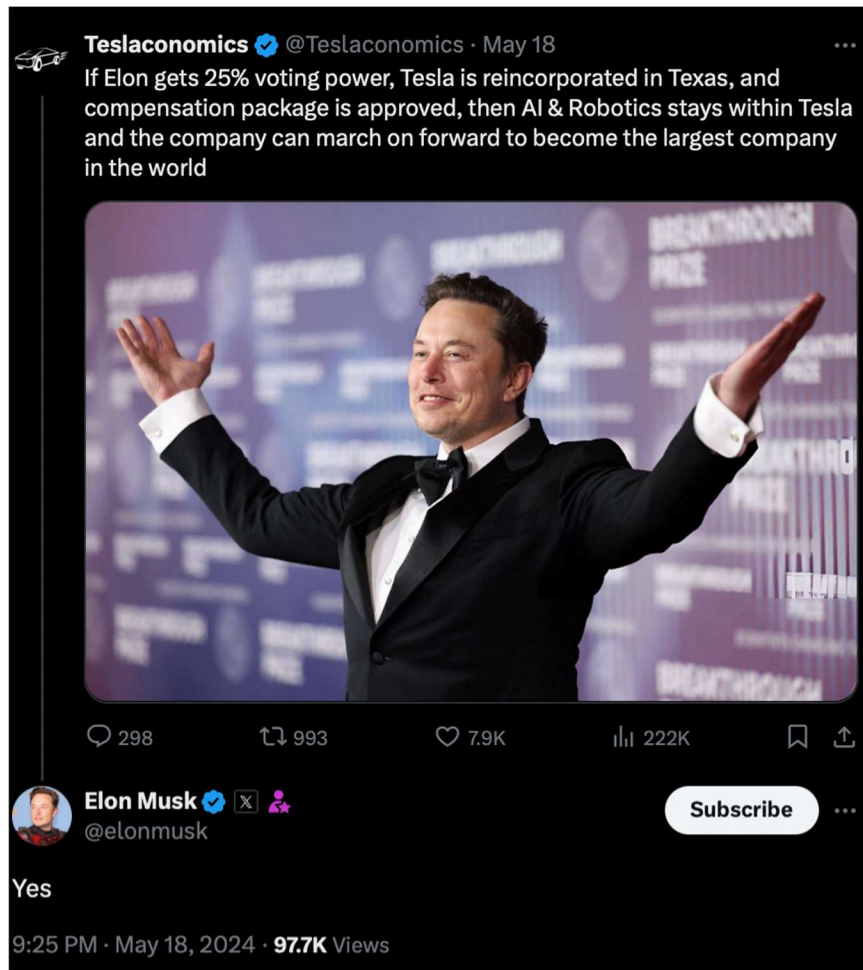 Teslaconomics @Teslaconomics · May 18
If Elon gets 25% voting power, Tesla is reincorporated in Texas, and
compensation package is approved, then AI & Robotics stays within Tesla
and the company can march on forward to become the largest company
in the world
BREAKTHROUGH
PRIZE
298 993 7.9K 222K
Elon Musk
@elonmusk
Subscribe
Yes
9:25 PM · May 18, 2024 · 97.7K Views